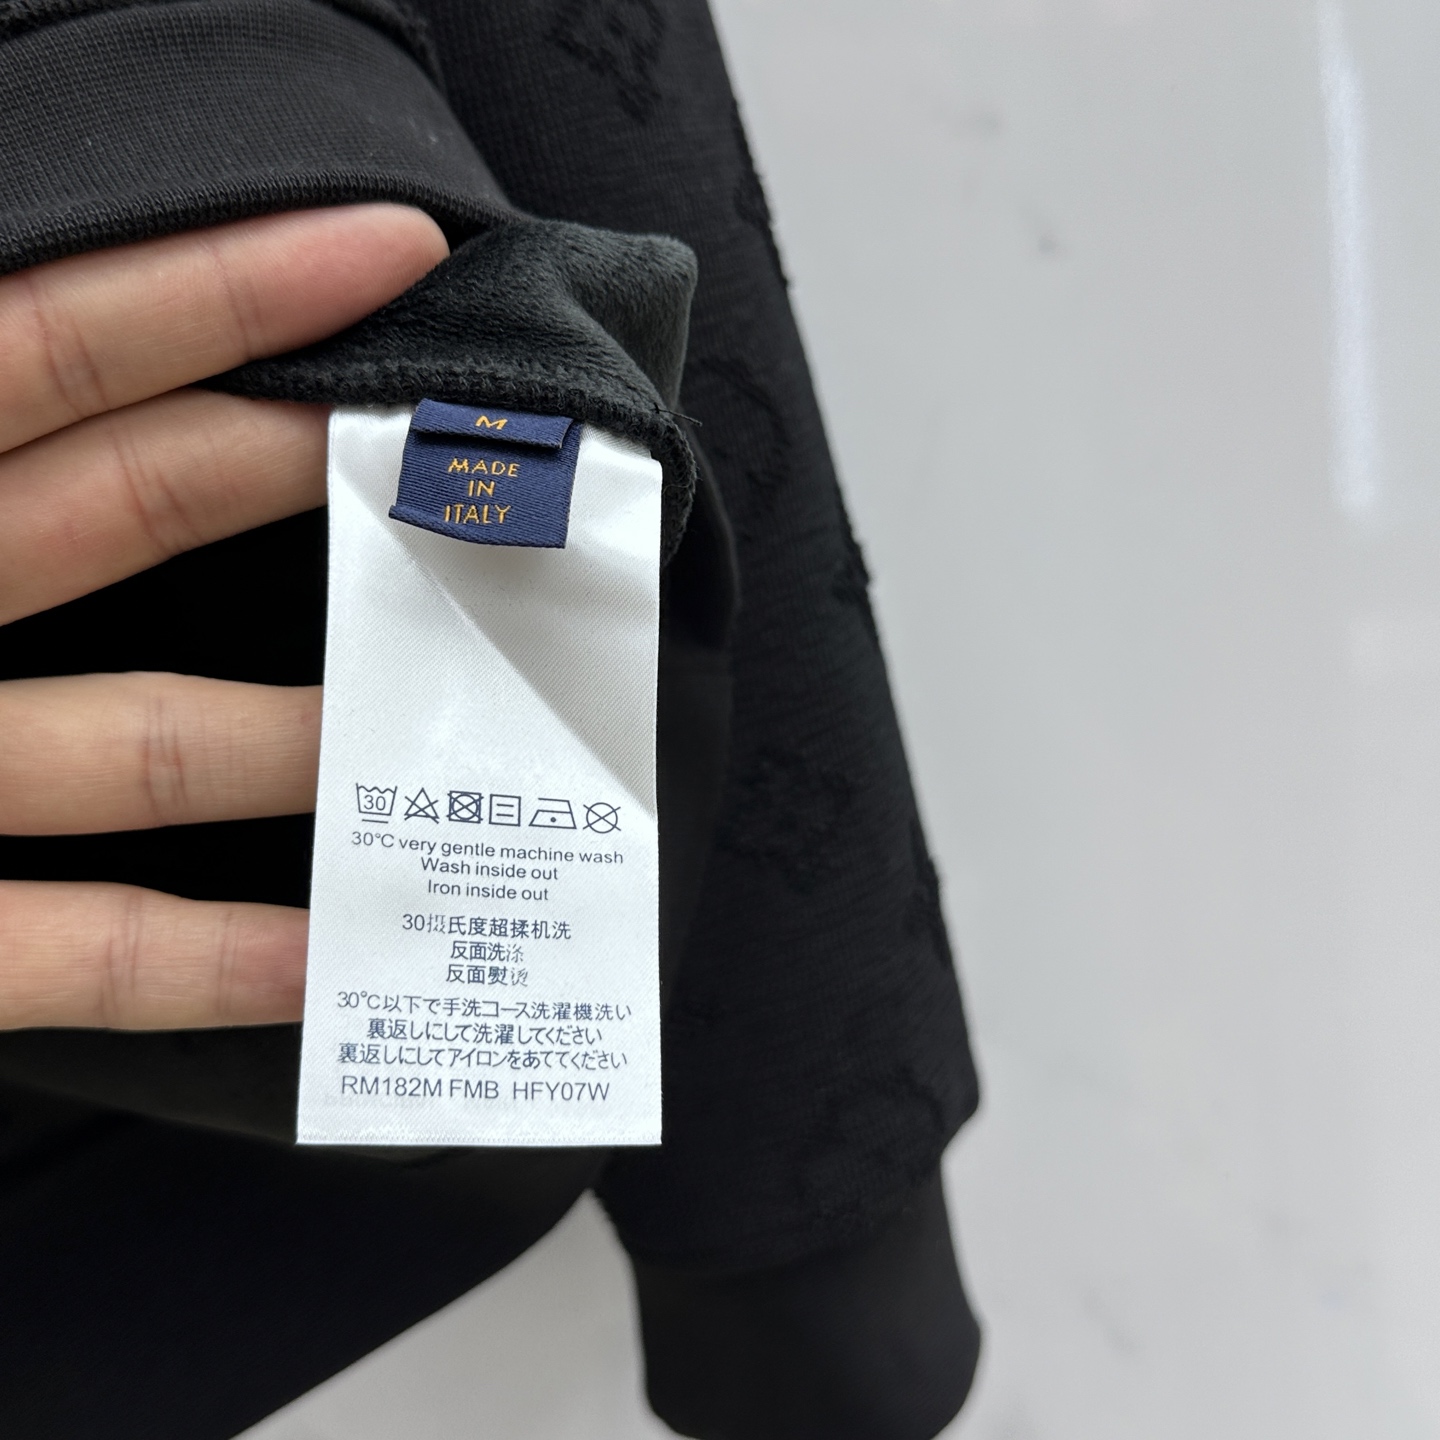 M
MADE
IN
ITALY
30
30°C very gentle machine wash
Wash inside out
Iron inside out
30摄氏度超揉机洗
反面洗涤
反面熨烫
30°C以下で手洗コース洗濯機洗い
裏返しにして洗濯してください
裏返しにしてアイロンをあててください
RM182M FMB HFY07W